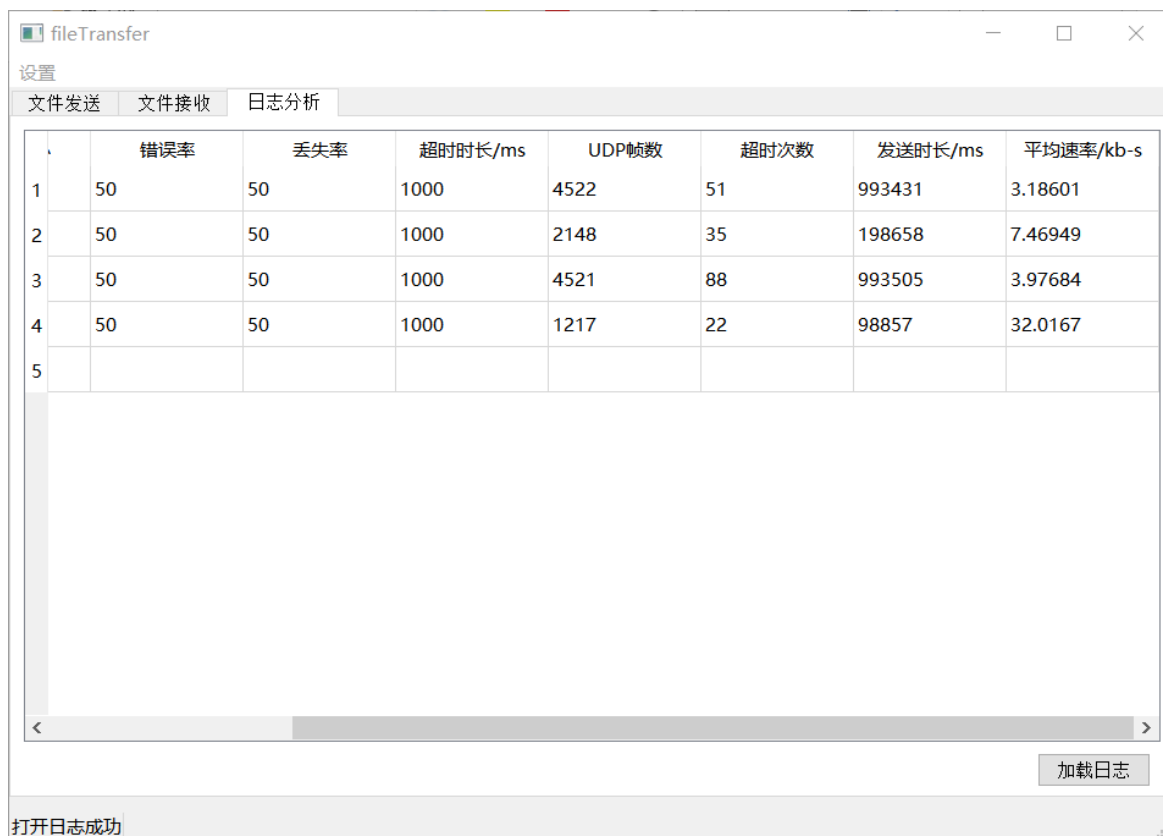 fileTransfer
设置
文件发送 文件接收 日志分析
错误率 丢失率 超时时长/ms UDP帧数 超时次数 发送时长/ms 平均速率/kb-s
1 50 50 1000 4522 51 993431 3.18601
2 50 50 1000 2148 35 198658 7.46949
3 50 50 1000 4521 88 993505 3.97684
4 50 50 1000 1217 22 98857 32.0167
5
加载日志
打开日志成功